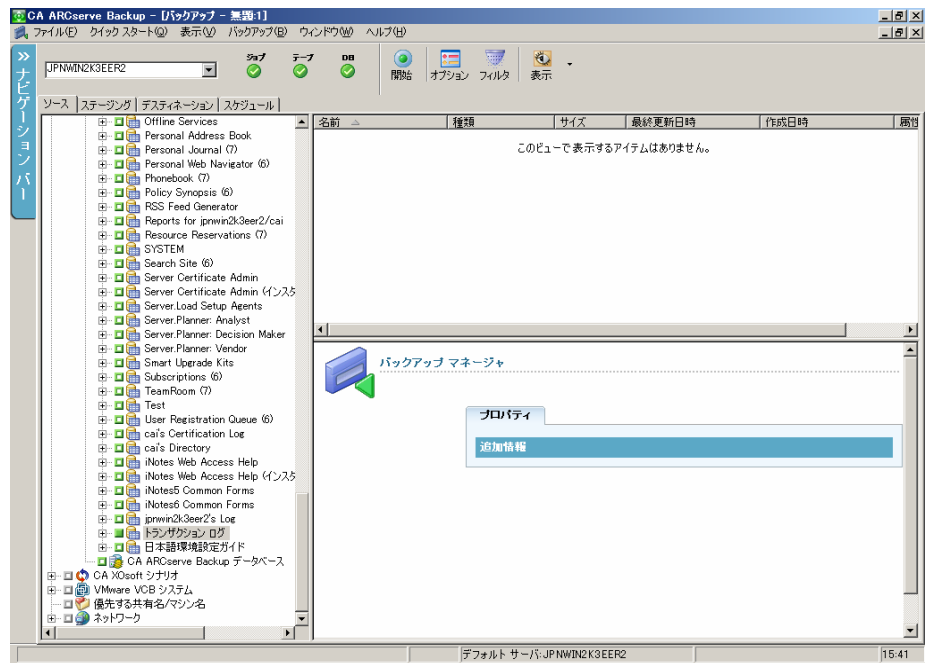 CA ARCserve Backup - [バックアップ - 無題:1]
ファイル(F) クイック スタート(Q) 表示(V) バックアップ(B) ウィンドウ(W) ヘルプ(H)
JPNWIN2K3EER2
ジョブ テープ DB
開始 オプション フィルタ 表示
ナビゲーション バー
ソース ステージング デスティネーション スケジュール
Offline Services
Personal Address Book
Personal Journal (7)
Personal Web Navigator (6)
Phonebook (7)
Policy Synopsis (6)
RSS Feed Generator
Reports for jpnwin2k3eer2/cai
Resource Reservations (7)
SYSTEM
Search Site (6)
Server Certificate Admin
Server Certificate Admin (インスタ
Server.Load Setup Agents
Server.Planner: Analyst
Server.Planner: Decision Maker
Server.Planner: Vendor
Smart Upgrade Kits
Subscriptions (6)
TeamRoom (7)
Test
User Registration Queue (6)
cai's Certification Log
cai's Directory
iNotes Web Access Help
iNotes Web Access Help (インスタ
iNotes5 Common Forms
iNotes6 Common Forms
jpnwin2k3eer2's Log
トランザクション ログ
日本語環境設定ガイド
CA ARCserve Backup データベース
CA XOsoft シナリオ
VMware VCB システム
優先する共有名/マシン名
ネットワーク
名前 種類 サイズ 最終更新日時 作成日時 属性
このビューで表示するアイテムはありません。
バックアップ マネージャ
プロパティ
追加情報
デフォルト サーバ: JPNWIN2K3EER2
15:41